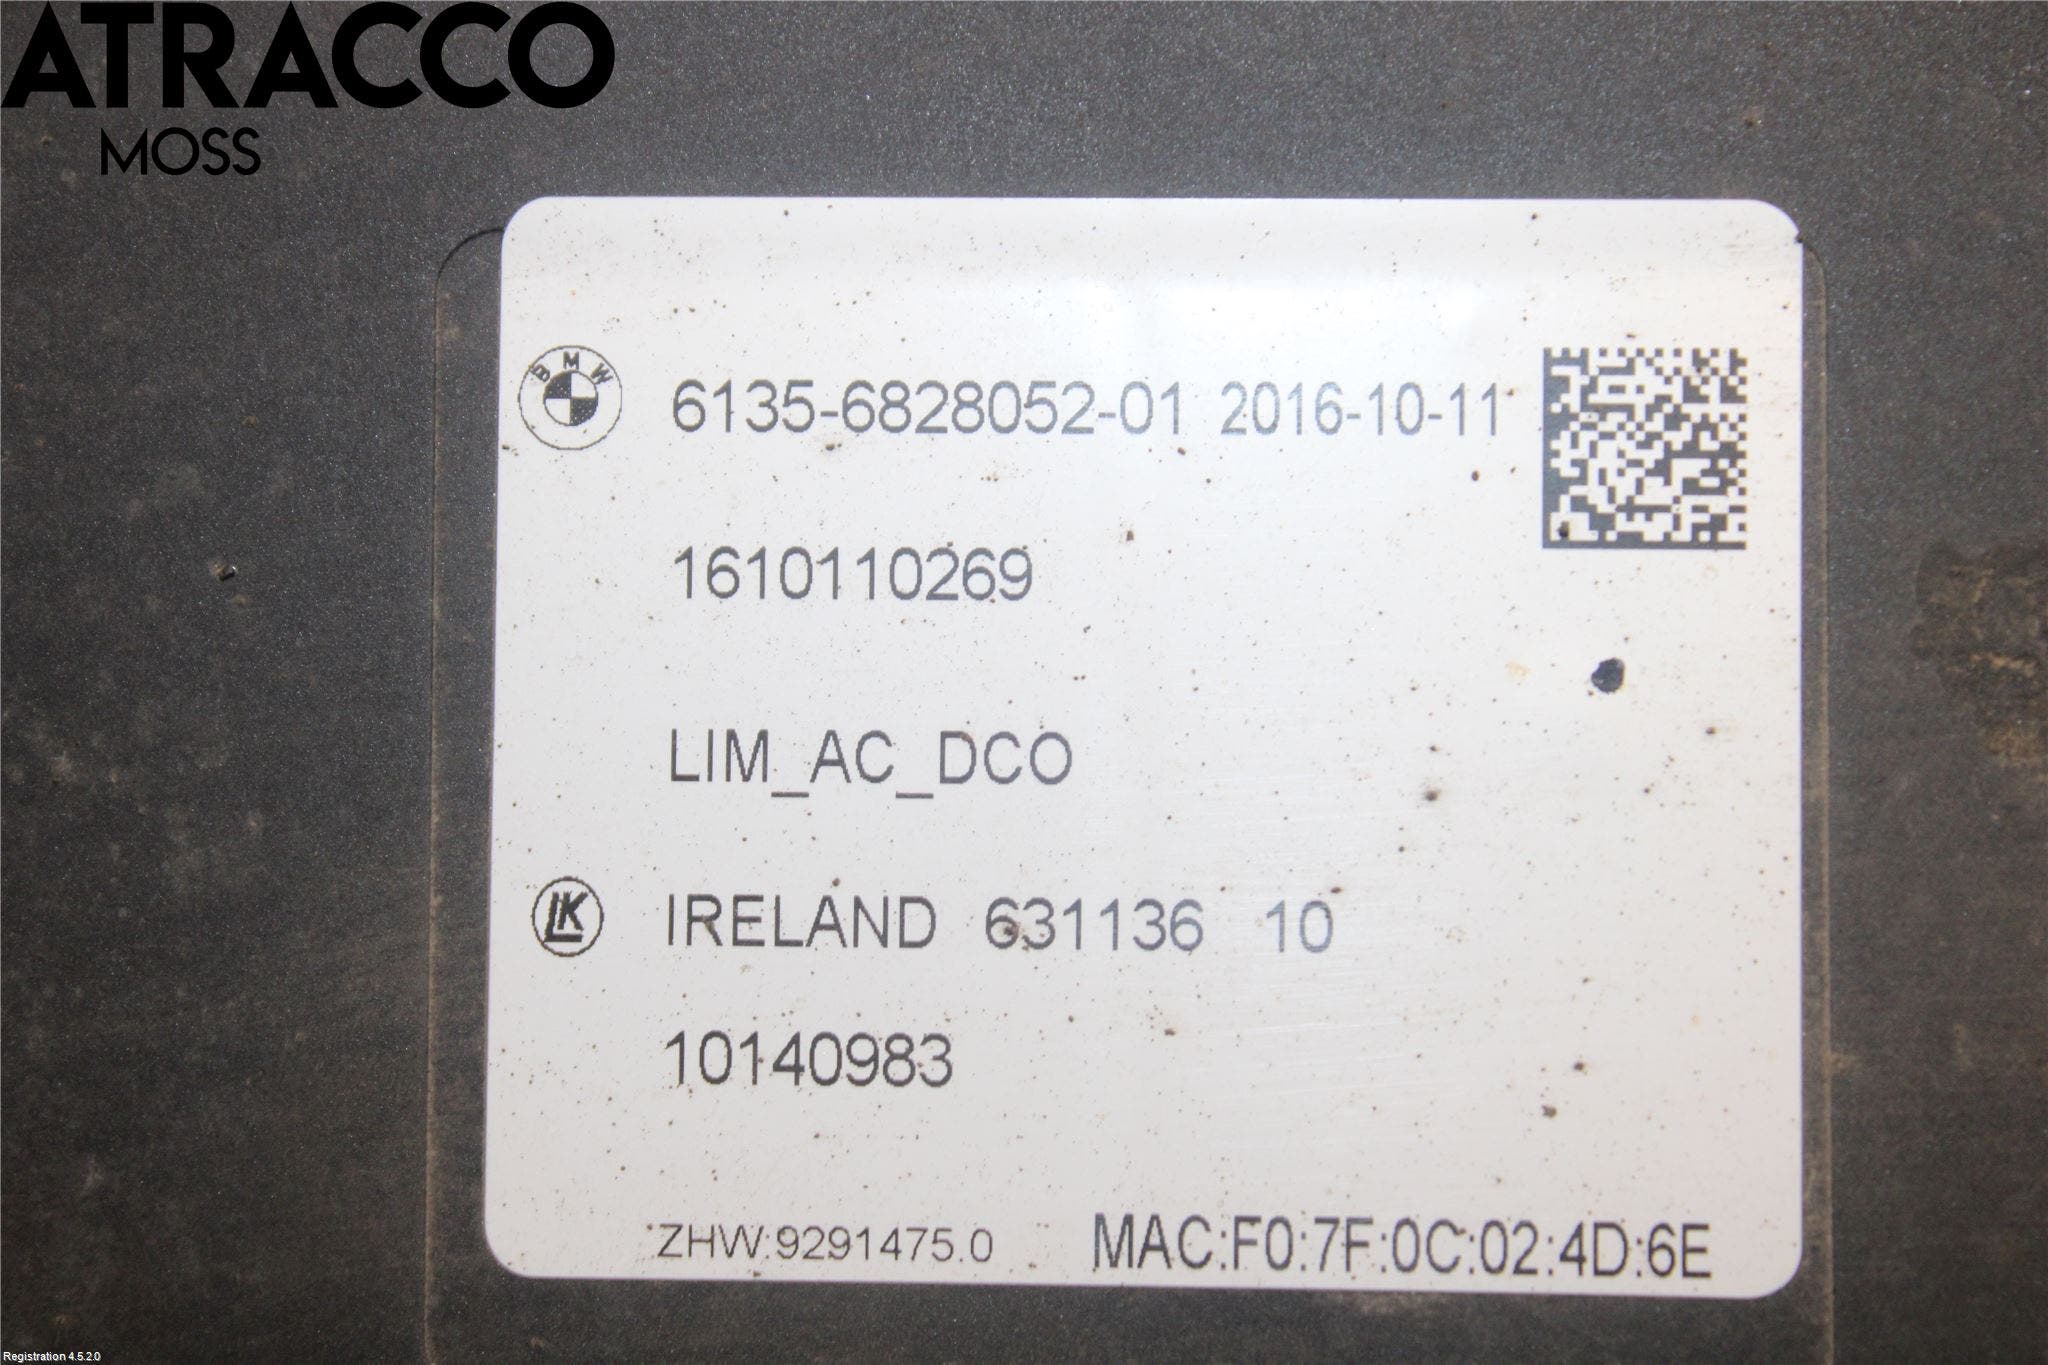 ATRACCO
MOSS
BMW
6135-6828052-01 2016-10-11
1610110269
LIM_AC_DCO
LK IRELAND 631136 10
10140983
ZHW:9291475.0 MAC:F0:7F:0C:02:4D:6E
Registration 4.5.2.0